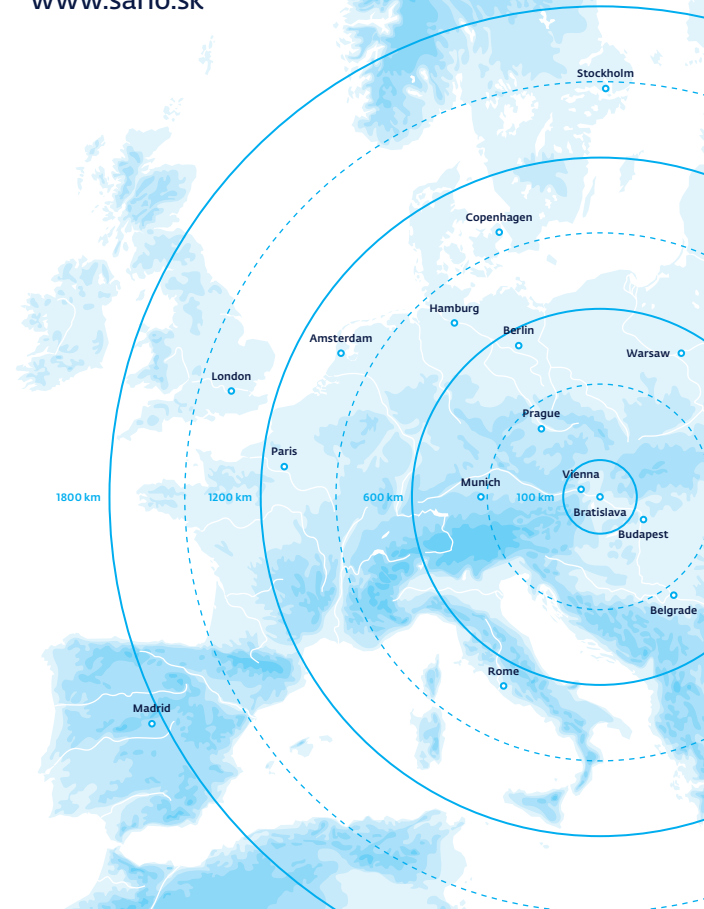 www.sario.sk
Stockholm
Copenhagen
Hamburg
Berlin
Amsterdam
Warsaw
London
Prague
Paris
Vienna
Munich
1800 km
1200 km
600 km
100 km
Bratislava
Budapest
Belgrade
Rome
Madrid